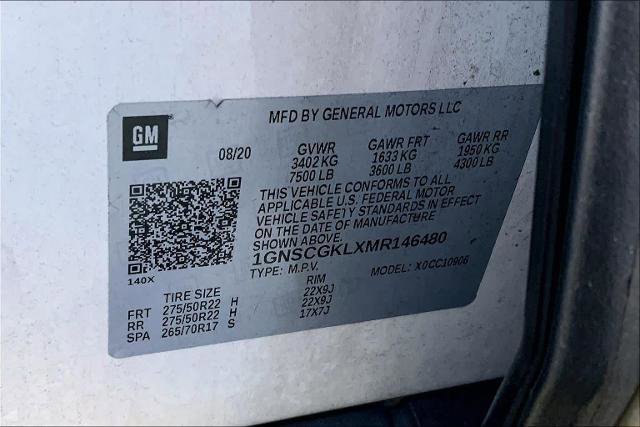 MFD BY GENERAL MOTORS LLC
GM
08/20 GVWR GAWR FRT GAWR RR
3402 KG 1633 KG 1950 KG
7500 LB 3600 LB 4300 LB
THIS VEHICLE CONFORMS TO ALL
APPLICABLE U.S. FEDERAL MOTOR
VEHICLE SAFETY STANDARDS IN EFFECT
ON THE DATE OF MANUFACTURE
SHOWN ABOVE.
1GNSCGKLXMR146480
140X
TYPE: M.P.V. MODEL: X0CC10906
TIRE SIZE RIM
FRT 275/50R22 H 22X9J
RR 275/50R22 H 22X9J
SPA 265/70R17 S 17X7J